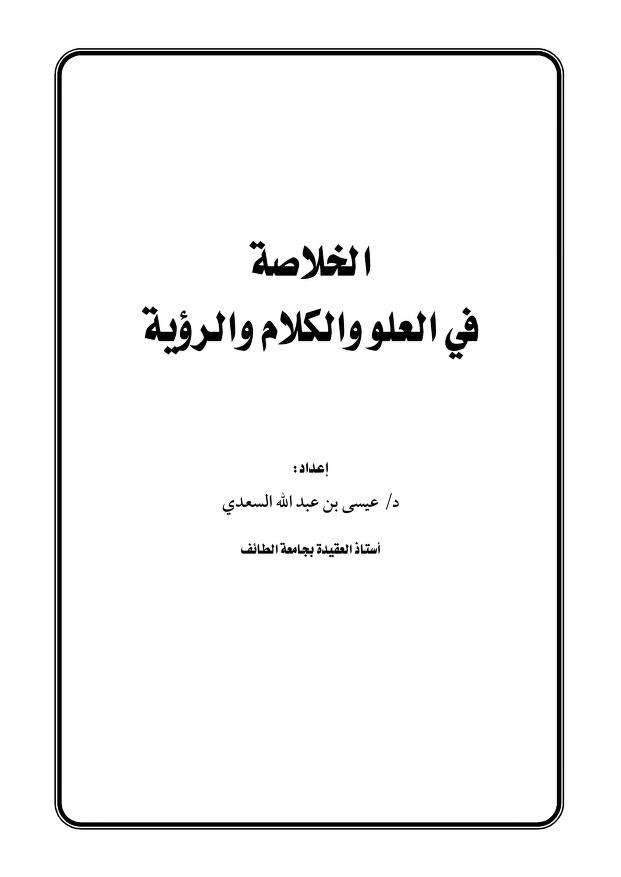 الخلاصة
في العلو والكلام والرؤية
إعداد:
د/ عيسى بن عبد الله السعدي
أستاذ العقيدة بجامعة الطائف